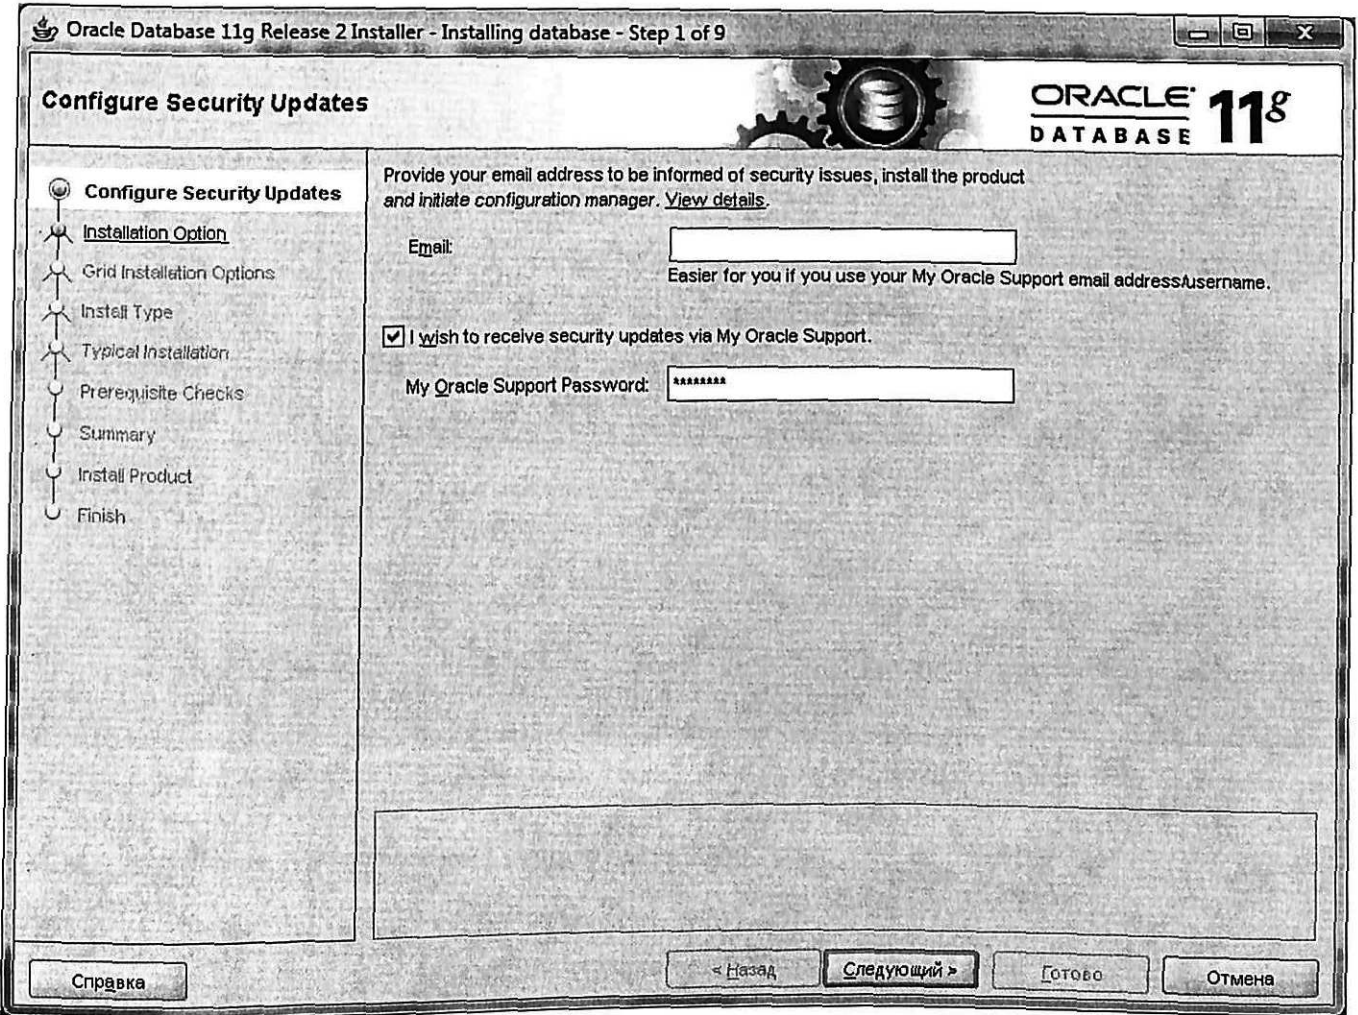 Oracle Database 11g Release 2 Installer - Installing database - Step 1 of 9
Configure Security Updates
ORACLE
DATABASE
11g
Configure Security Updates
Installation Option
Grid Installation Options
Install Type
Typical Installation
Prerequisite Checks
Summary
Install Product
Finish
Provide your email address to be informed of security issues, install the product
and initiate configuration manager. View details.
Email:
Easier for you if you use your My Oracle Support email address/username.
I wish to receive security updates via My Oracle Support.
My Oracle Support Password: ********
Справка
< Назад
Следующий >
Готово
Отмена